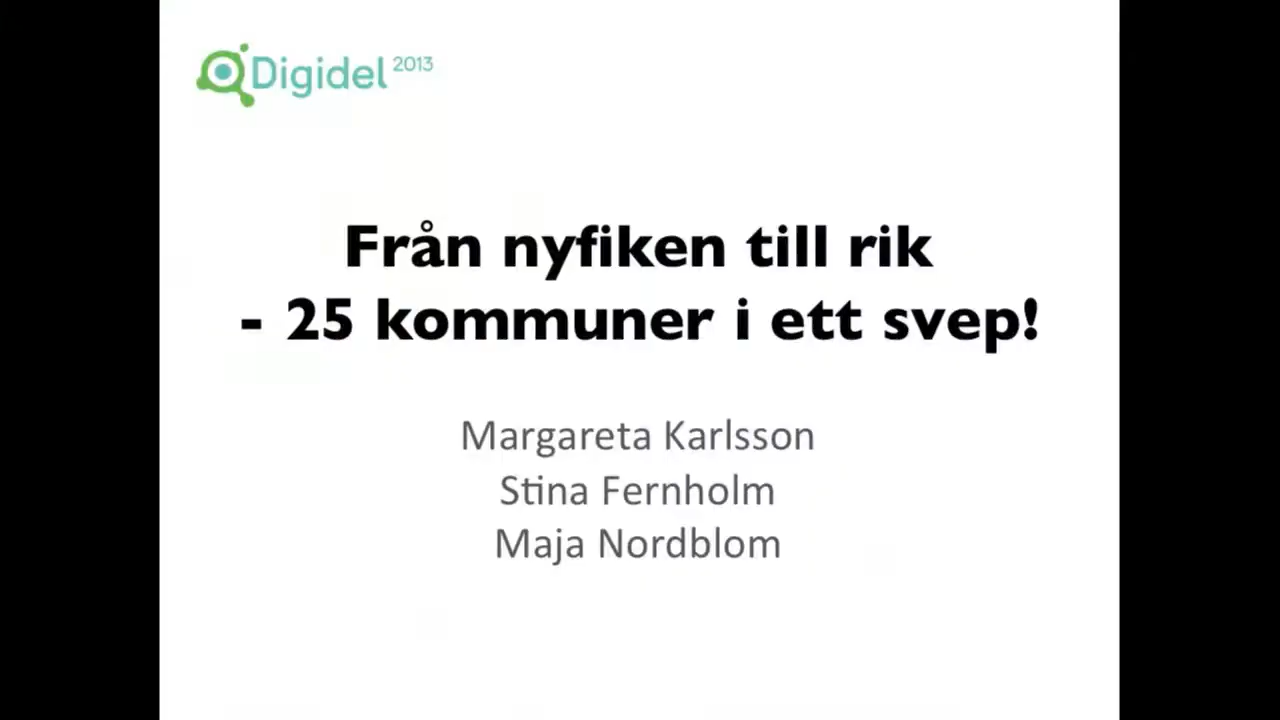 Digidel 2013
Från nyfiken till rik
- 25 kommuner i ett svep!
Margareta Karlsson
Stina Fernholm
Maja Nordblom